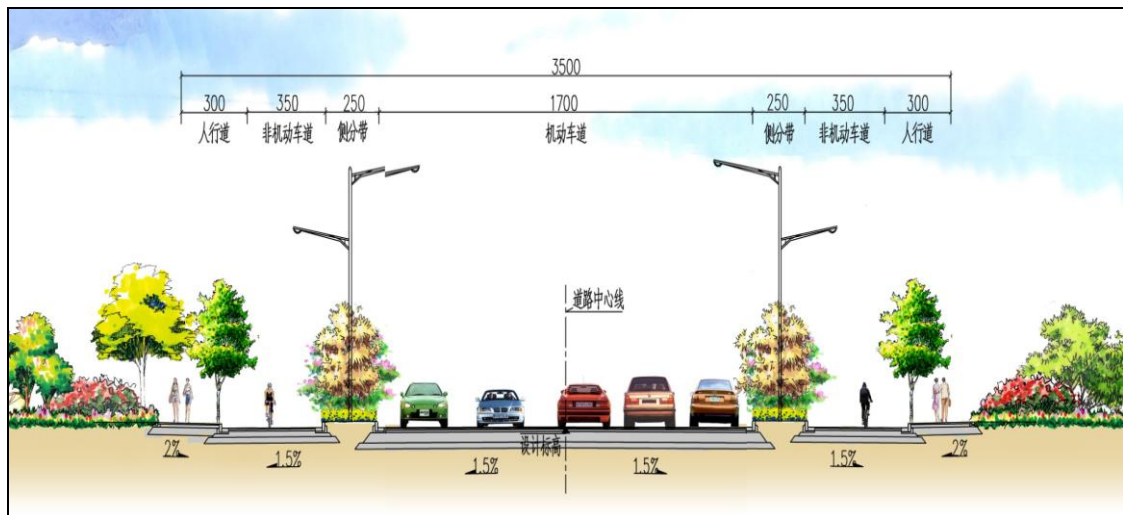 3500
300 350 250 1700 250 350 300
人行道 非机动车道 侧分带 机动车道 侧分带 非机动车道 人行道
道路中心线
设计标高
2% 1.5% 1.5% 1.5% 1.5% 2%